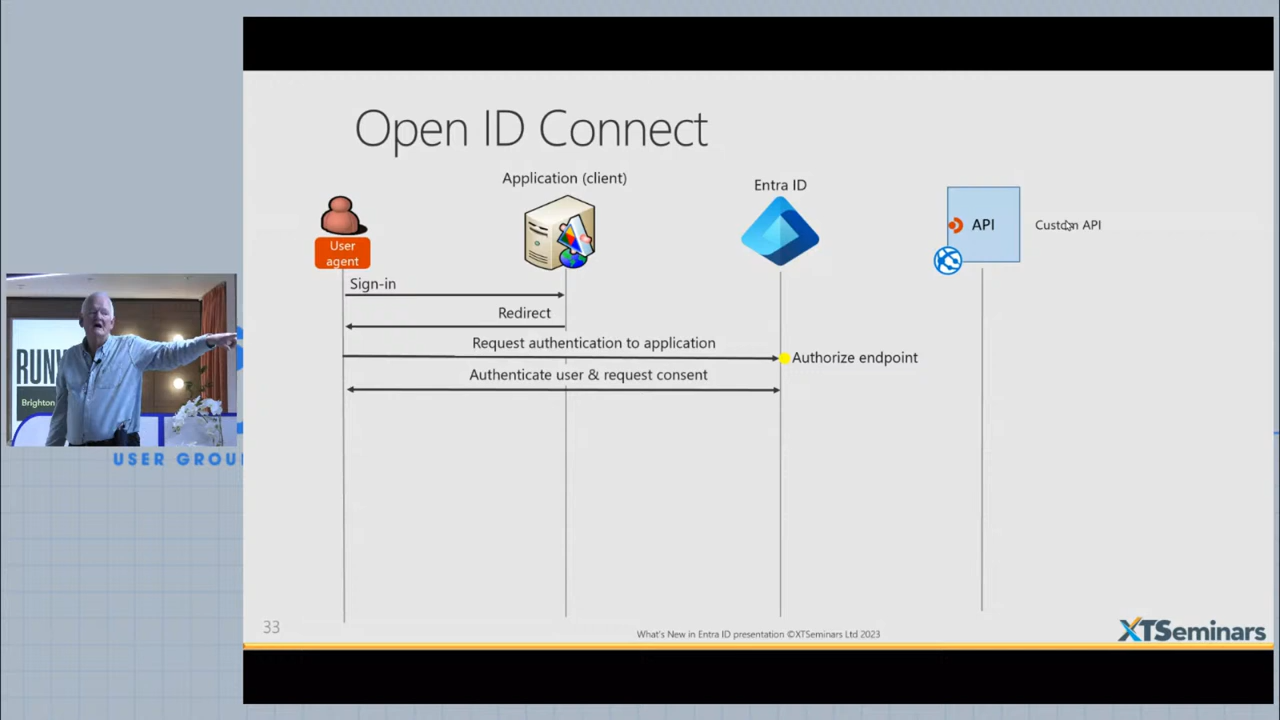 Open ID Connect
Application (client)
Entra ID
API
Custom API
User
agent
Sign-in
Redirect
Request authentication to application
Authorize endpoint
Authenticate user & request consent
RUN
Brighton
USER GROU
33
What's New in Entra ID presentation ©XTSeminars Ltd 2023
XTSeminars